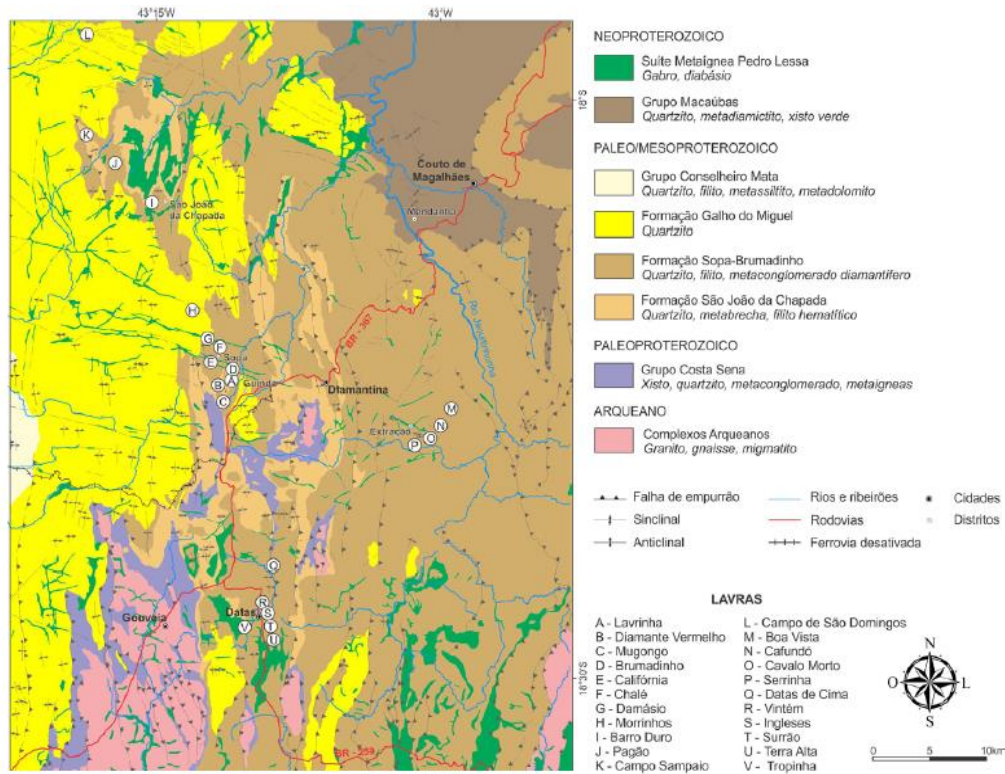 43°15'W
43°W
18°S
18°30'S
L
K
J
I
São João
da Chapada
Couto de
Magalhães
Mendanha
Rio Jequitinhonha
BR - 367
H
G
F
E
Sopa
D
B
A
Guinda
C
Diamantina
M
N
Extração
O
P
Q
R
Datas
S
V
T
U
Gouveia
BR - 259
NEOPROTEROZOICO
Suíte Metaígnea Pedro Lessa
Gabro, diabásio
Grupo Macaúbas
Quartzito, metadiamictito, xisto verde
PALEO/MESOPROTEROZOICO
Grupo Conselheiro Mata
Quartzito, filito, metassiltito, metadolomito
Formação Galho do Miguel
Quartzito
Formação Sopa-Brumadinho
Quartzito, filito, metaconglomerado diamantífero
Formação São João da Chapada
Quartzito, metabrecha, filito hematítico
PALEOPROTEROZOICO
Grupo Costa Sena
Xisto, quartzito, metaconglomerado, metaígneas
ARQUEANO
Complexos Arqueanos
Granito, gnaisse, migmatito
Falha de empurrão
Rios e ribeirões
Cidades
Sinclinal
Rodovias
Distritos
Anticlinal
Ferrovia desativada
LAVRAS
A - Lavrinha
B - Diamante Vermelho
C - Mugongo
D - Brumadinho
E - Califórnia
F - Chalé
G - Damásio
H - Morrinhos
I - Barro Duro
J - Pagão
K - Campo Sampaio
L - Campo de São Domingos
M - Boa Vista
N - Cafundó
O - Cavalo Morto
P - Serrinha
Q - Datas de Cima
R - Vintém
S - Ingleses
T - Surrão
U - Terra Alta
V - Tropinha
N
O
L
S
0 5 10km